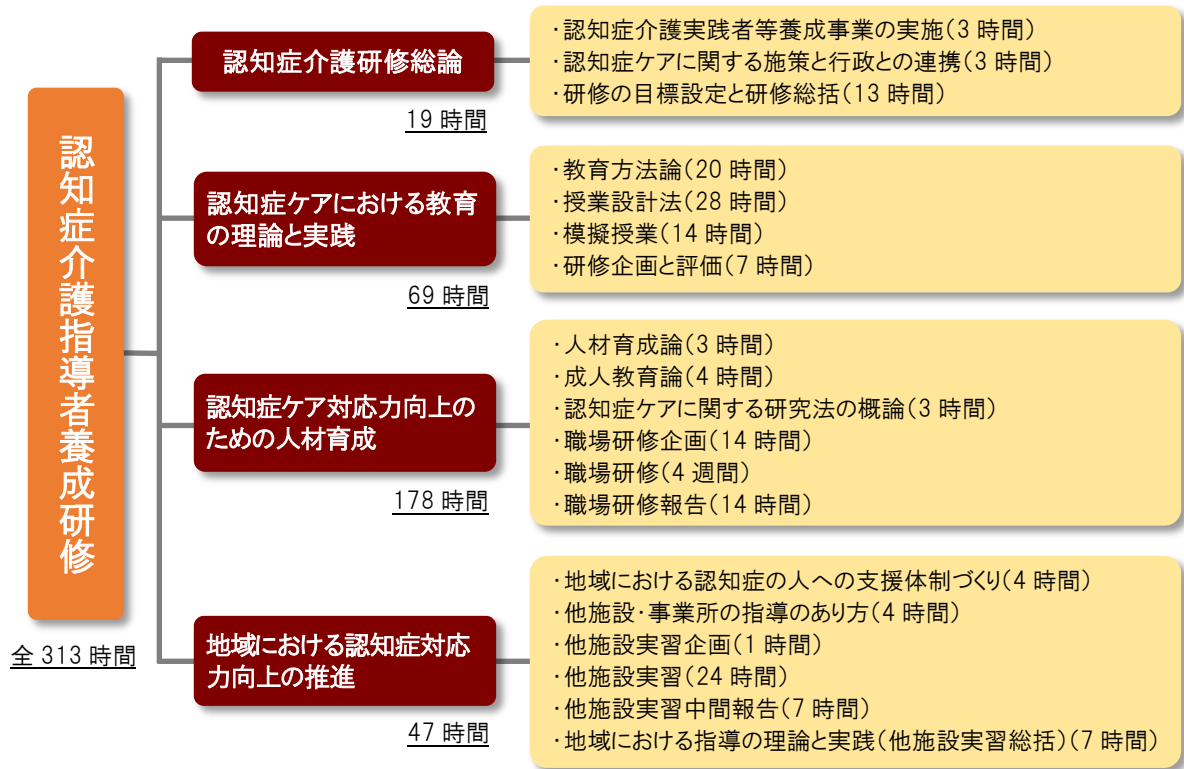 認知症介護指導者養成研修
全 313 時間
認知症介護研修総論
19 時間
・認知症介護実践者等養成事業の実施(3 時間)
・認知症ケアに関する施策と行政との連携(3 時間)
・研修の目標設定と研修総括(13 時間)
認知症ケアにおける教育
の理論と実践
69 時間
・教育方法論(20 時間)
・授業設計法(28 時間)
・模擬授業(14 時間)
・研修企画と評価(7 時間)
認知症ケア対応力向上の
ための人材育成
178 時間
・人材育成論(3 時間)
・成人教育論(4 時間)
・認知症ケアに関する研究法の概論(3 時間)
・職場研修企画(14 時間)
・職場研修(4 週間)
・職場研修報告(14 時間)
地域における認知症対応
力向上の推進
47 時間
・地域における認知症の人への支援体制づくり(4 時間)
・他施設・事業所の指導のあり方(4 時間)
・他施設実習企画(1 時間)
・他施設実習(24 時間)
・他施設実習中間報告(7 時間)
・地域における指導の理論と実践(他施設実習総括)(7 時間)